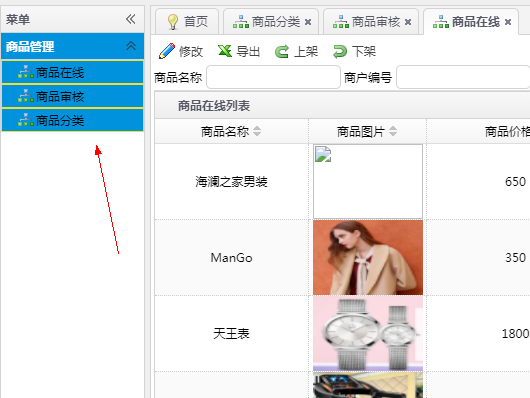 菜单
首页 商品分类 商品审核 商品在线
商品管理
商品在线
商品审核
商品分类
修改 导出 上架 下架
商品名称 商户编号
商品在线列表
商品名称 商品图片 商品价格
海澜之家男装 650
ManGo 350
天王表 1800